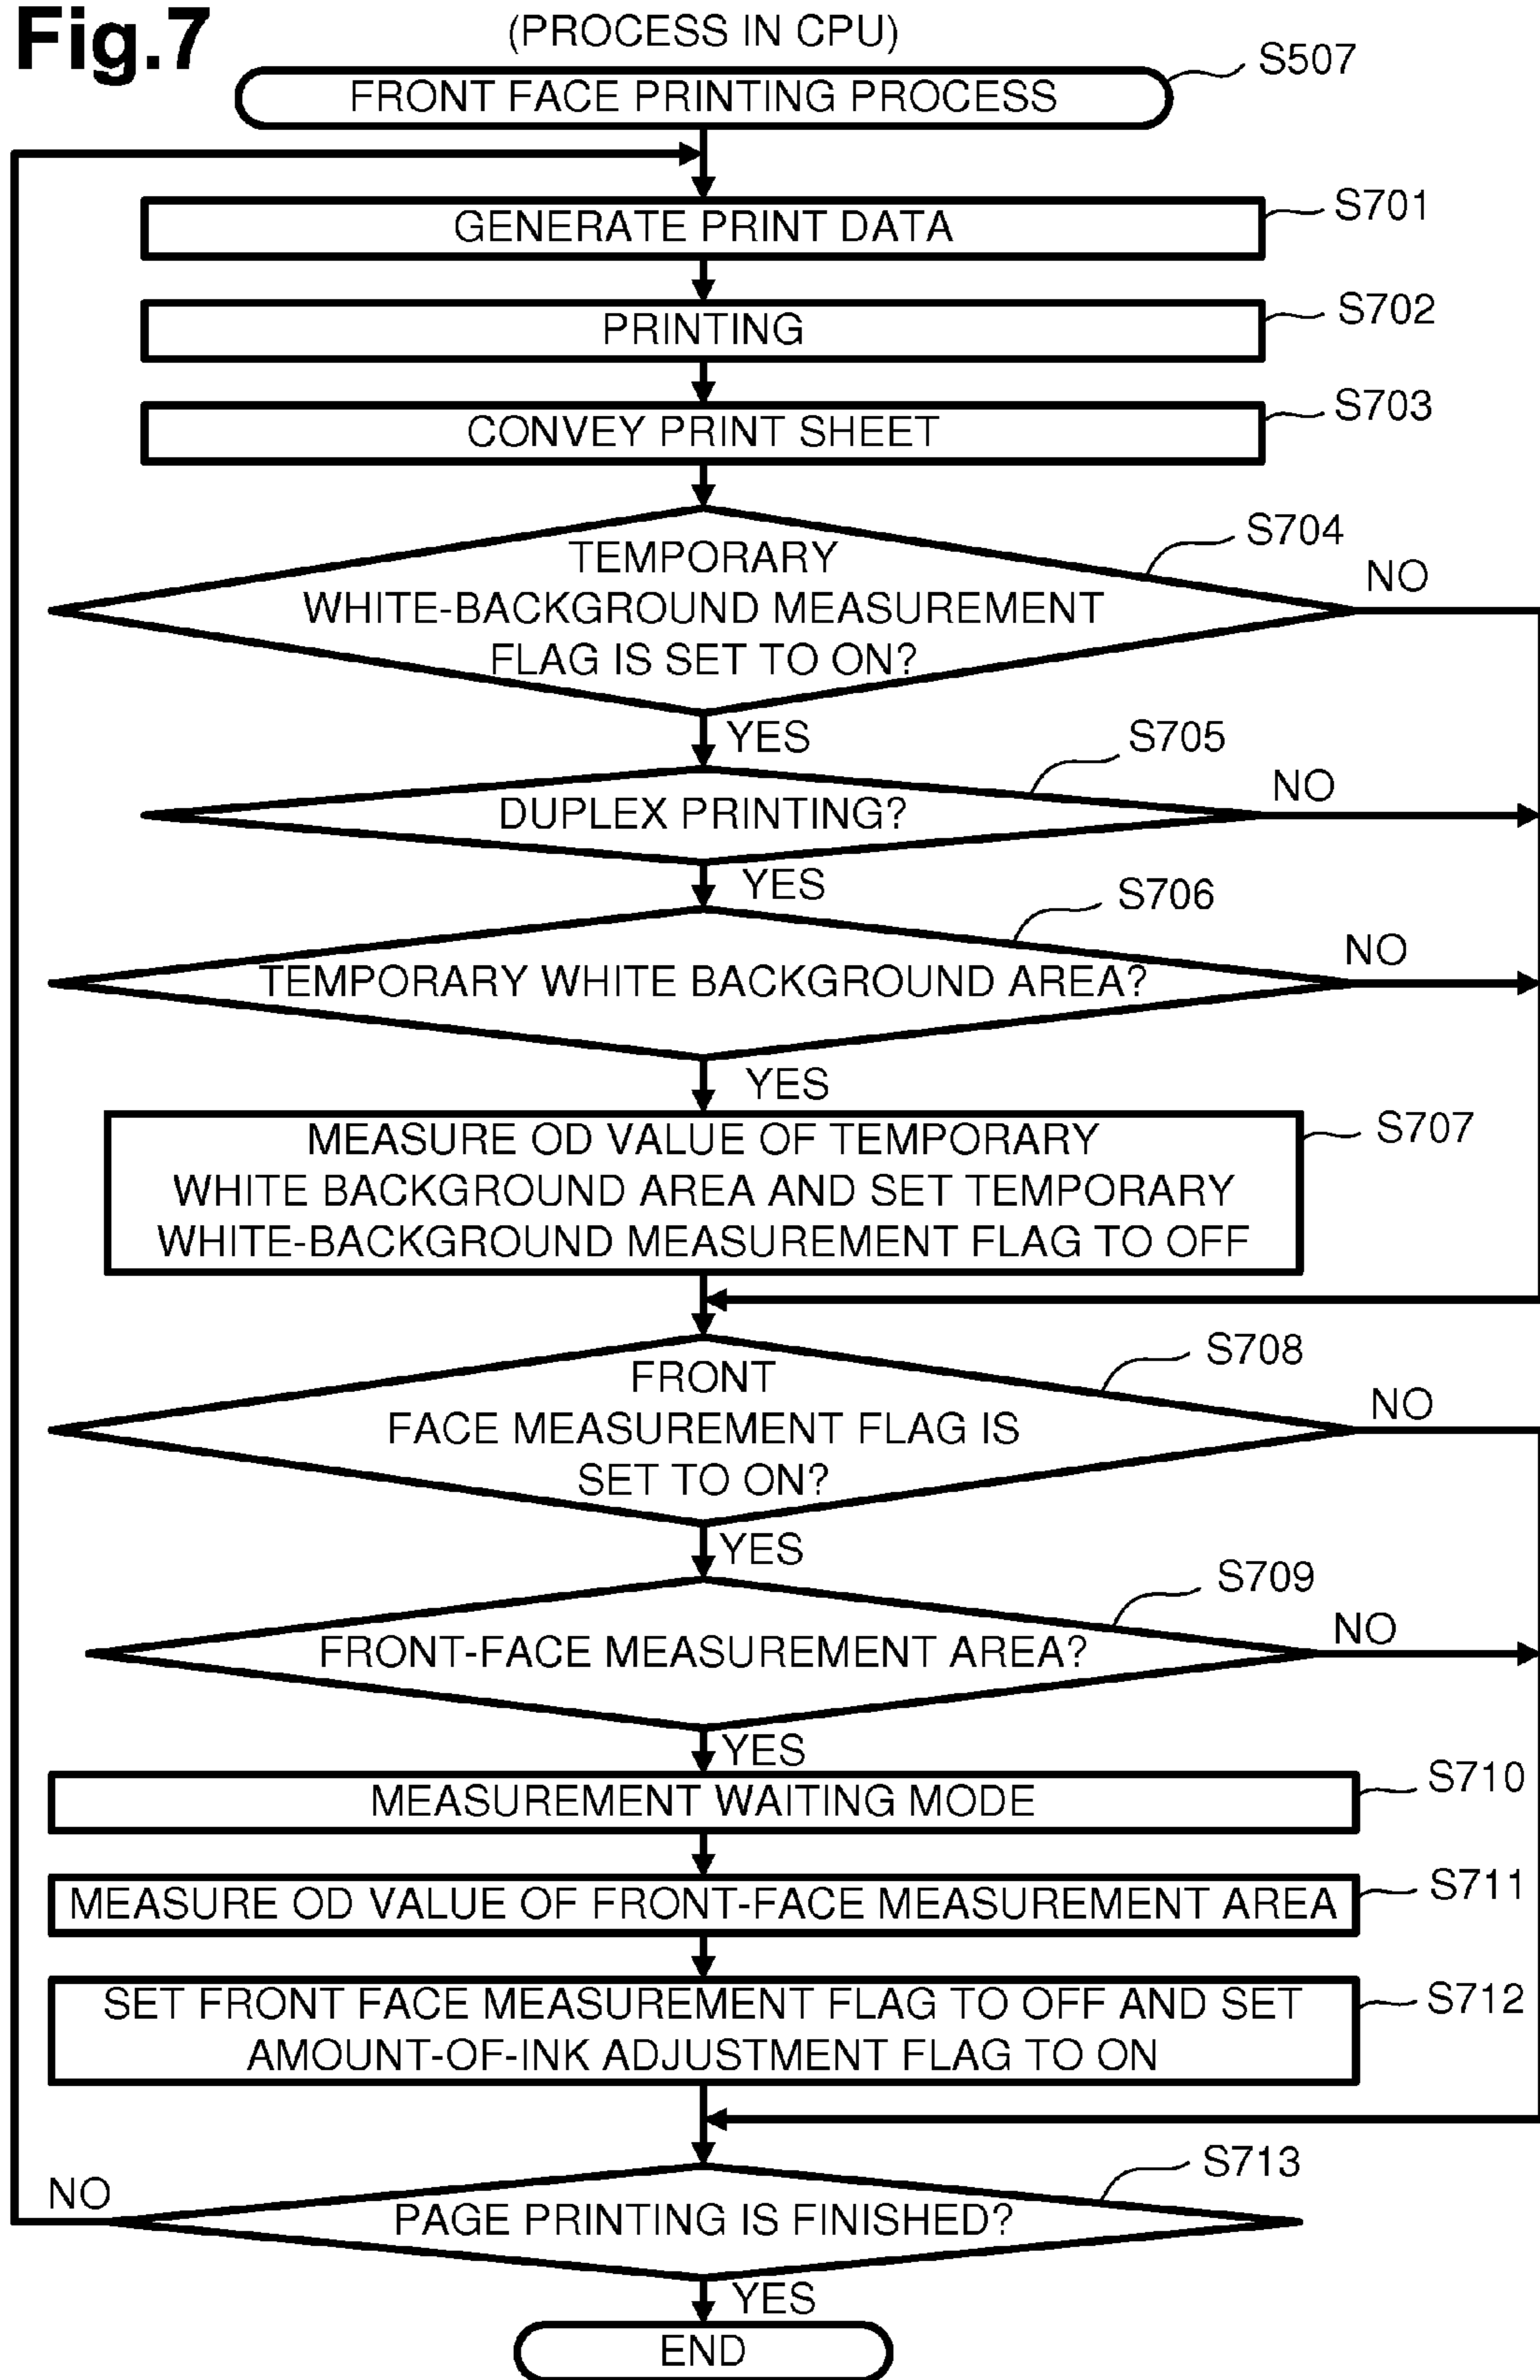 Fig.7
(PROCESS IN CPU)
S507
FRONT FACE PRINTING PROCESS
S701
GENERATE PRINT DATA
S702
PRINTING
S703
CONVEY PRINT SHEET
S704
TEMPORARY
NO
WHITE-BACKGROUND MEASUREMENT
FLAG IS SET TO ON?
YES
S705
NO
DUPLEX PRINTING?
YES
S706
NO
TEMPORARY WHITE BACKGROUND AREA?
YES
S707
MEASURE OD VALUE OF TEMPORARY
WHITE BACKGROUND AREA AND SET TEMPORARY
WHITE-BACKGROUND MEASUREMENT FLAG TO OFF
S708
FRONT
NO
FACE MEASUREMENT FLAG IS
SET TO ON?
YES
S709
NO
FRONT-FACE MEASUREMENT AREA?
YES
S710
MEASUREMENT WAITING MODE
S711
MEASURE OD VALUE OF FRONT-FACE MEASUREMENT AREA
S712
SET FRONT FACE MEASUREMENT FLAG TO OFF AND SET
AMOUNT-OF-INK ADJUSTMENT FLAG TO ON
S713
NO
PAGE PRINTING IS FINISHED?
YES
END